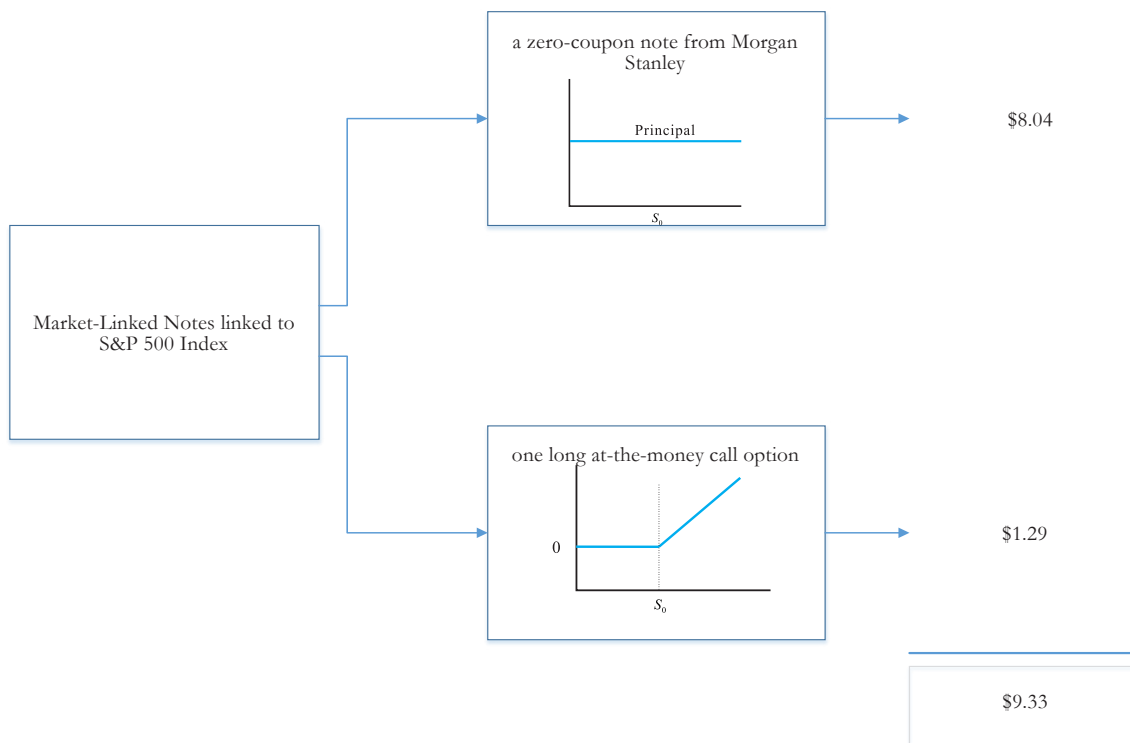 a zero-coupon note from Morgan
Stanley
Principal
S₀
$8.04
Market-Linked Notes linked to
S&P 500 Index
one long at-the-money call option
0
S₀
$1.29
$9.33